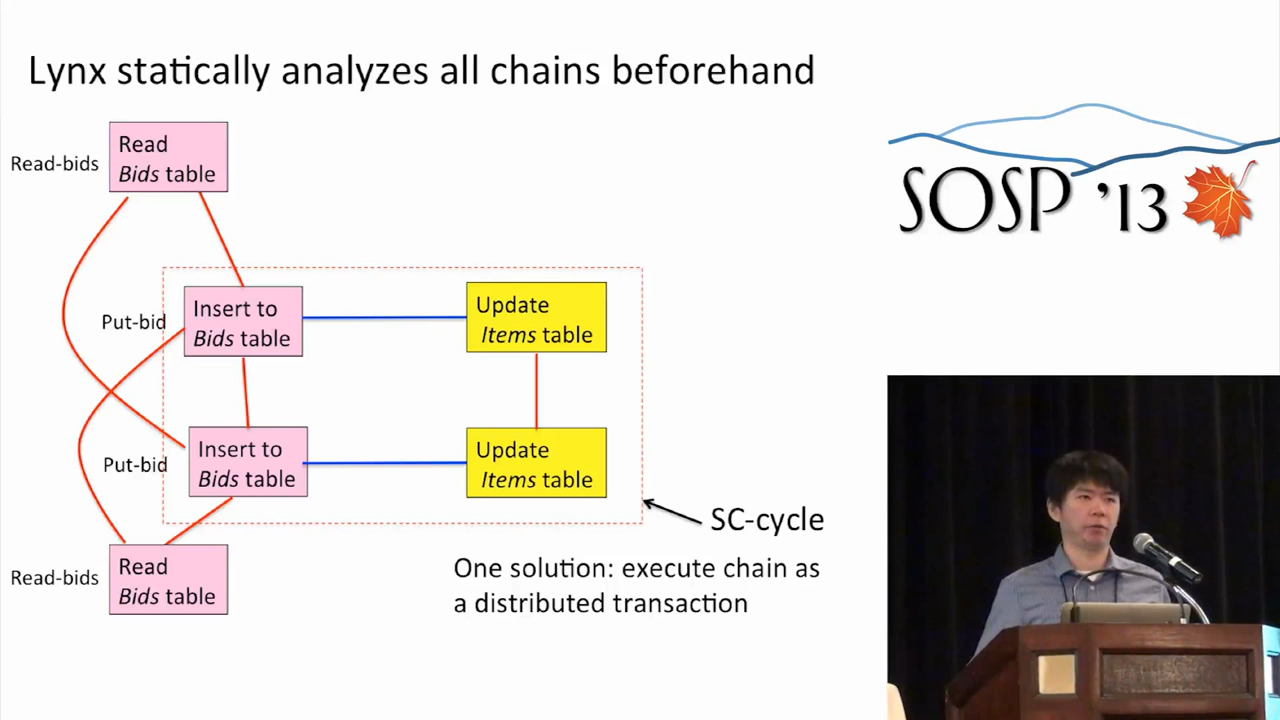 Lynx statically analyzes all chains beforehand
Read-bids
Read
Bids table
SOSP '13
Put-bid
Insert to
Bids table
Update
Items table
Put-bid
Insert to
Bids table
Update
Items table
SC-cycle
Read-bids
Read
Bids table
One solution: execute chain as
a distributed transaction